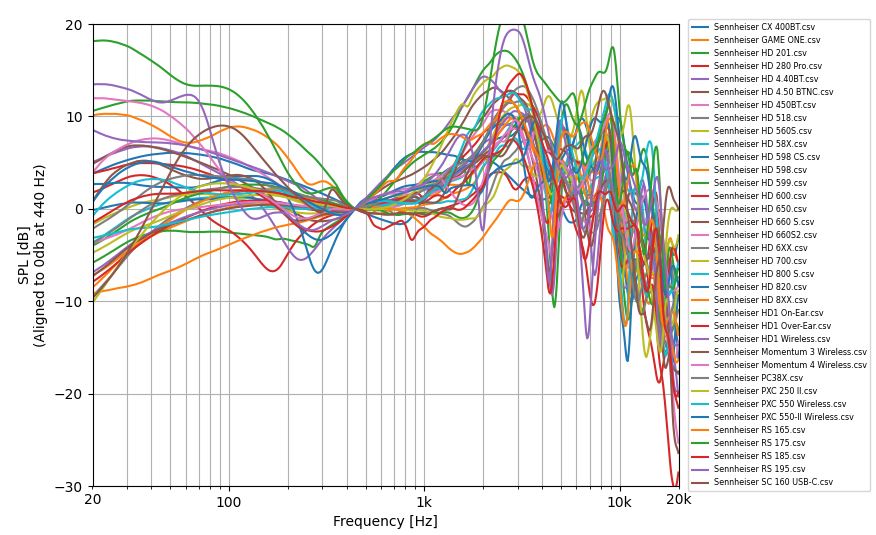 20
10
0
−10
−20
−30
SPL [dB]
(Aligned to 0db at 440 Hz)
20
100
1k
10k
20k
Frequency [Hz]
Sennheiser CX 400BT.csv
Sennheiser GAME ONE.csv
Sennheiser HD 201.csv
Sennheiser HD 280 Pro.csv
Sennheiser HD 4.40BT.csv
Sennheiser HD 4.50 BTNC.csv
Sennheiser HD 450BT.csv
Sennheiser HD 518.csv
Sennheiser HD 560S.csv
Sennheiser HD 58X.csv
Sennheiser HD 598 CS.csv
Sennheiser HD 598.csv
Sennheiser HD 599.csv
Sennheiser HD 600.csv
Sennheiser HD 650.csv
Sennheiser HD 660 S.csv
Sennheiser HD 660S2.csv
Sennheiser HD 6XX.csv
Sennheiser HD 700.csv
Sennheiser HD 800 S.csv
Sennheiser HD 820.csv
Sennheiser HD 8XX.csv
Sennheiser HD1 On-Ear.csv
Sennheiser HD1 Over-Ear.csv
Sennheiser HD1 Wireless.csv
Sennheiser Momentum 3 Wireless.csv
Sennheiser Momentum 4 Wireless.csv
Sennheiser PC38X.csv
Sennheiser PXC 250 II.csv
Sennheiser PXC 550 Wireless.csv
Sennheiser PXC 550-II Wireless.csv
Sennheiser RS 165.csv
Sennheiser RS 175.csv
Sennheiser RS 185.csv
Sennheiser RS 195.csv
Sennheiser SC 160 USB-C.csv